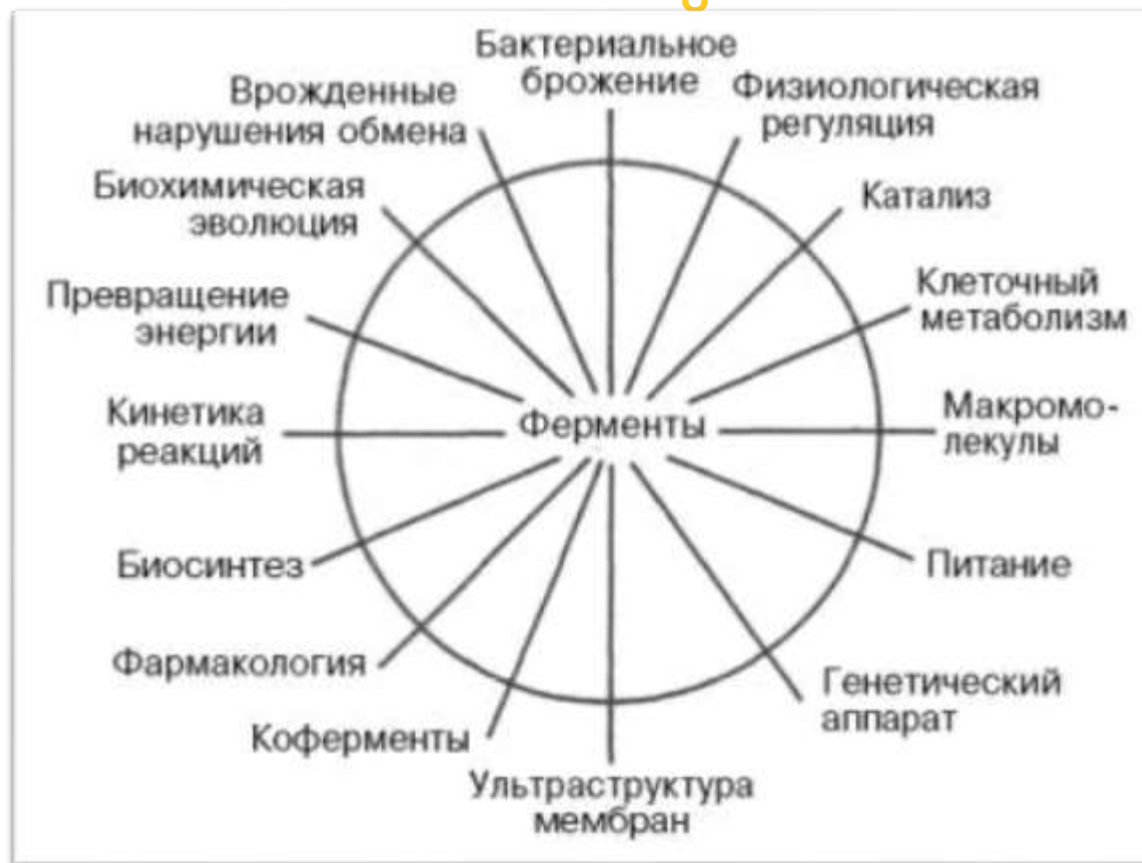 Бактериальное
брожение
Физиологическая
регуляция
Катализ
Клеточный
метаболизм
Макромо-
лекулы
Питание
Генетический
аппарат
Ультраструктура
мембран
Коферменты
Фармакология
Биосинтез
Кинетика
реакций
Превращение
энергии
Биохимическая
эволюция
Врожденные
нарушения обмена
Ферменты